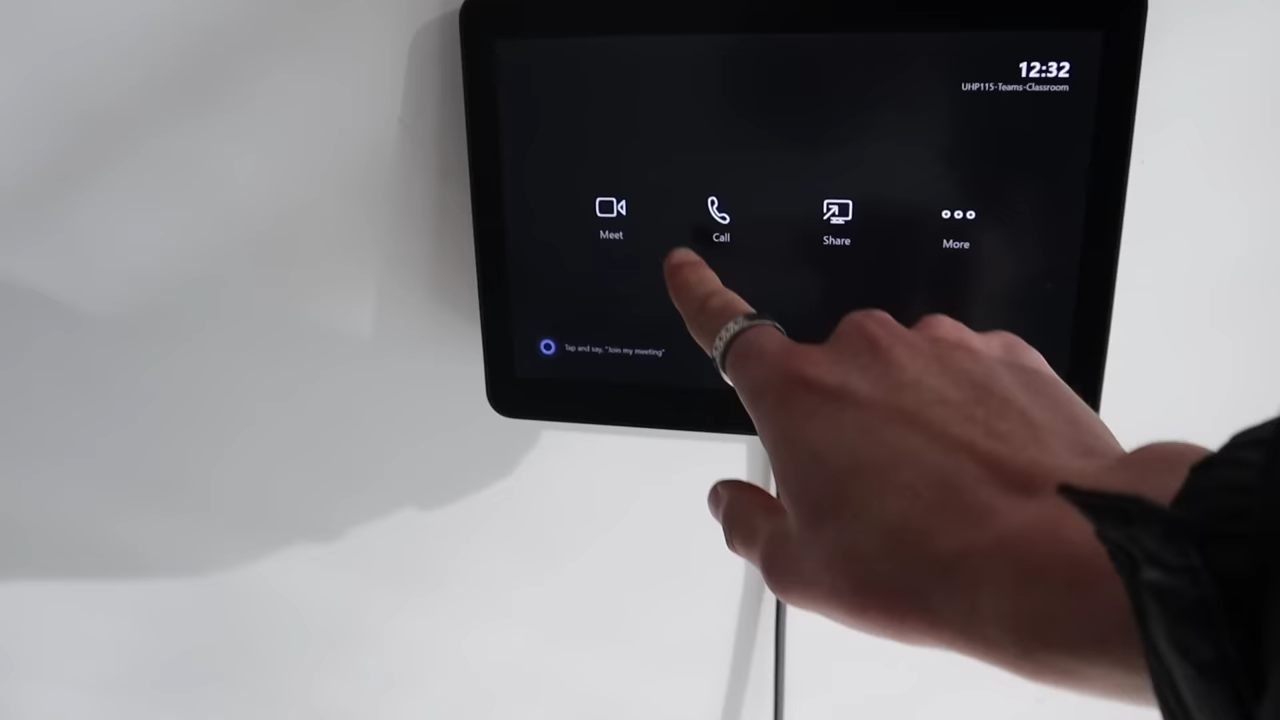 12:32
UHP115-Teams-Classroom
Meet
Call
Share
More
Tap and say, "Join my meeting"